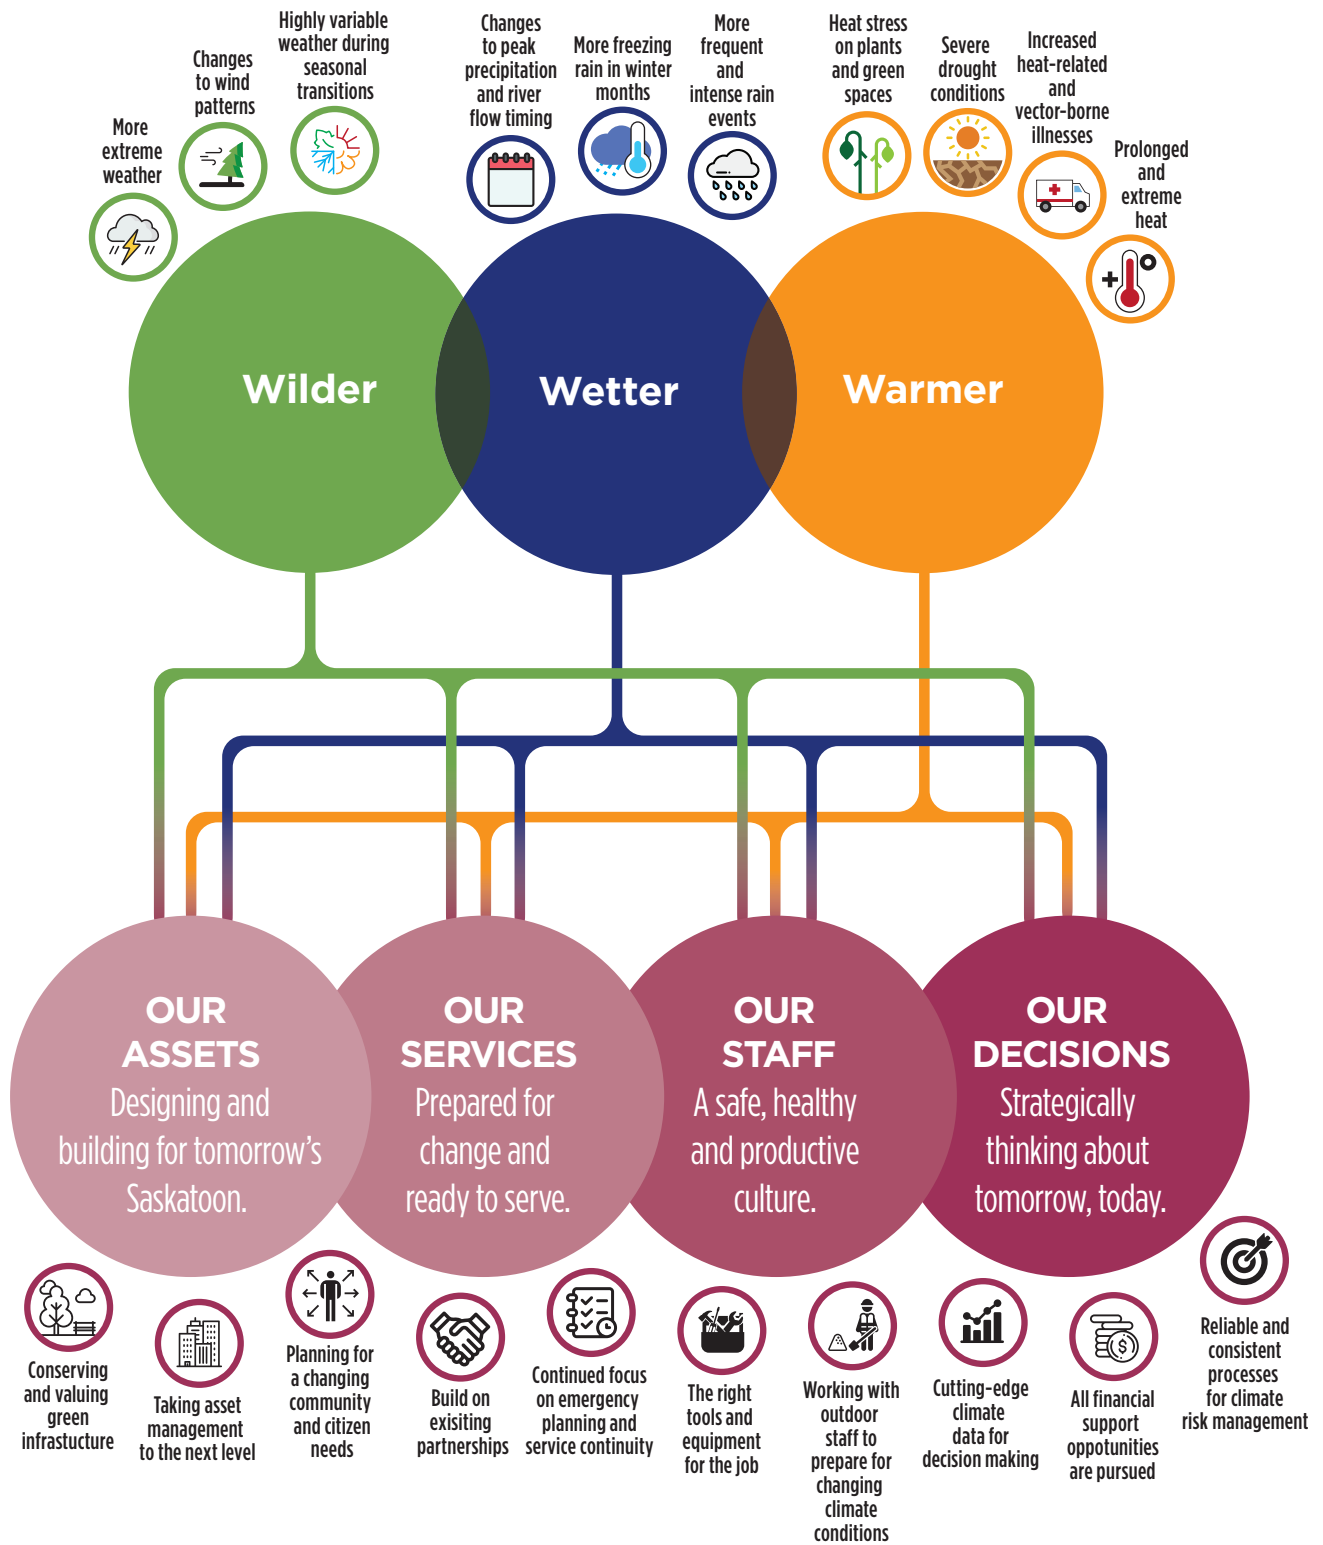 More
extreme
weather
Changes
to wind
patterns
Highly variable
weather during
seasonal
transitions
Changes
to peak
precipitation
and river
flow timing
More freezing
rain in winter
months
More
frequent
and
intense rain
events
Heat stress
on plants
and green
spaces
Severe
drought
conditions
Increased
heat-related
and
vector-borne
illnesses
Prolonged
and
extreme
heat
Wilder
Wetter
Warmer
OUR
ASSETS
Designing and
building for tomorrow’s
Saskatoon.
OUR
SERVICES
Prepared for
change and
ready to serve.
OUR
STAFF
A safe, healthy
and productive
culture.
OUR
DECISIONS
Strategically
thinking about
tomorrow, today.
Conserving
and valuing
green
infrastucture
Taking asset
management
to the next level
Planning for
a changing
community
and citizen
needs
Build on
exisiting
partnerships
Continued focus
on emergency
planning and
service continuity
The right
tools and
equipment
for the job
Working with
outdoor
staff to
prepare for
changing
climate
conditions
Cutting-edge
climate
data for
decision making
$
All financial
support
oppotunities
are pursued
Reliable and
consistent
processes
for climate
risk management